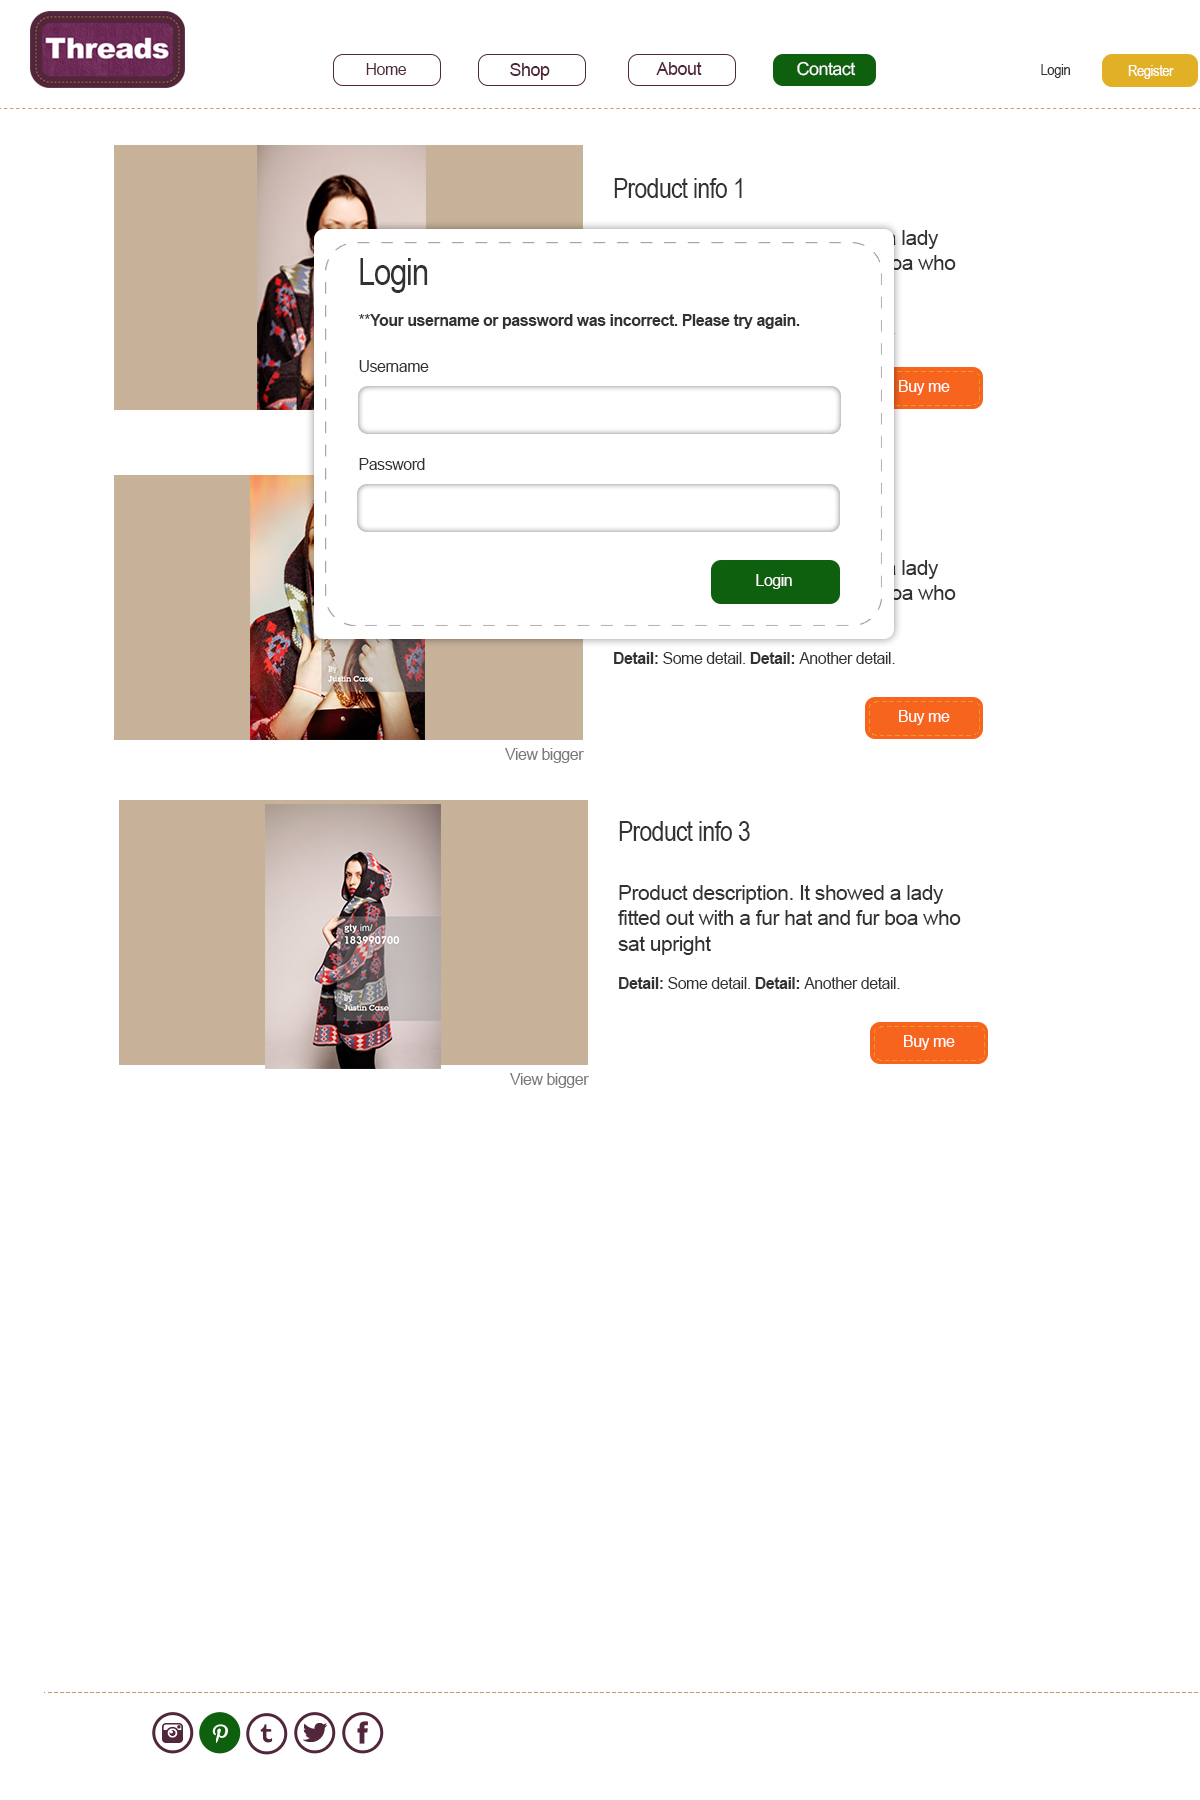 Threads
Home
Shop
About
Contact
Login
Register
Product info 1
lady
boa who
Buy me
Login
**Your username or password was incorrect. Please try again.
Username
Password
Login
lady
boa who
Detail: Some detail. Detail: Another detail.
By
Justin Case
Buy me
View bigger
Product info 3
Product description. It showed a lady
fitted out with a fur hat and fur boa who
sat upright
Detail: Some detail. Detail: Another detail.
gty.im/
183990700
By
Justin Case
Buy me
View bigger